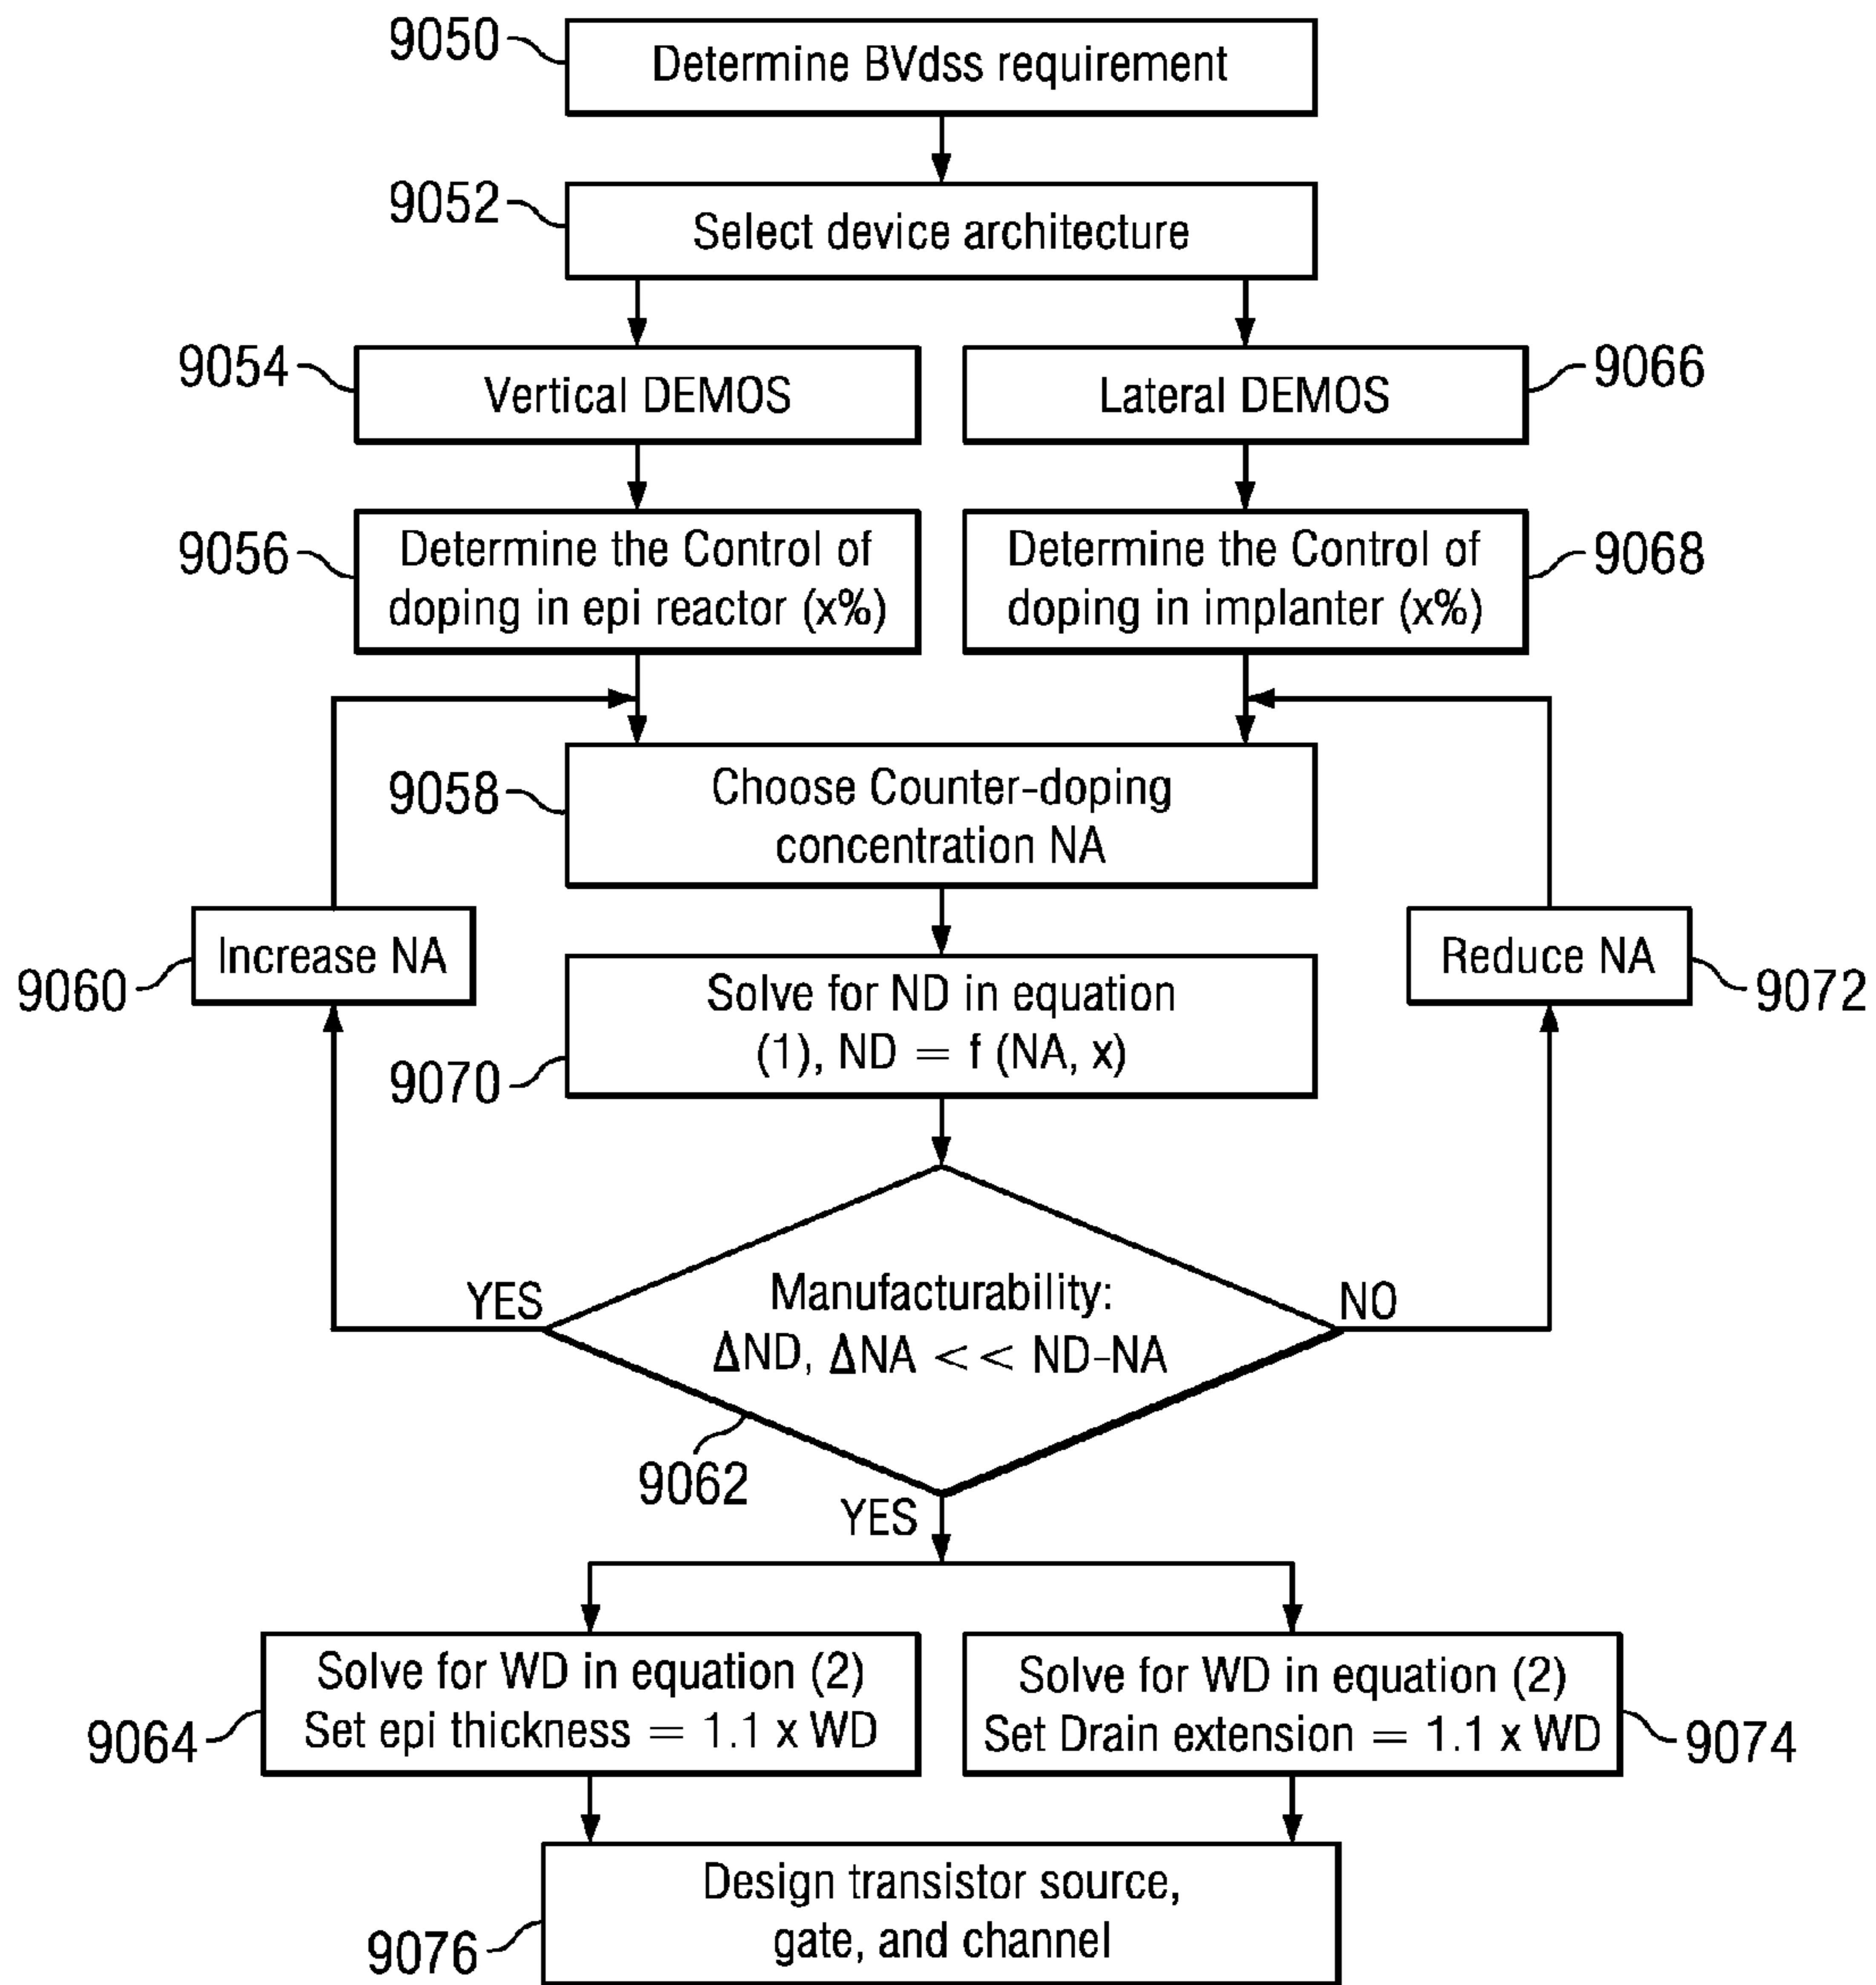 9050
Determine BVdss requirement
9052
Select device architecture
9054
Vertical DEMOS
Lateral DEMOS
9066
9056
Determine the Control of
doping in epi reactor (x%)
Determine the Control of
doping in implanter (x%)
9068
9058
Choose Counter-doping
concentration NA
9060
Increase NA
9070
Solve for ND in equation
(1), ND = f (NA, x)
Reduce NA
9072
YES
Manufacturability:
ΔND, ΔNA < < ND-NA
NO
9062
YES
9064
Solve for WD in equation (2)
Set epi thickness = 1.1 x WD
Solve for WD in equation (2)
Set Drain extension = 1.1 x WD
9074
9076
Design transistor source,
gate, and channel